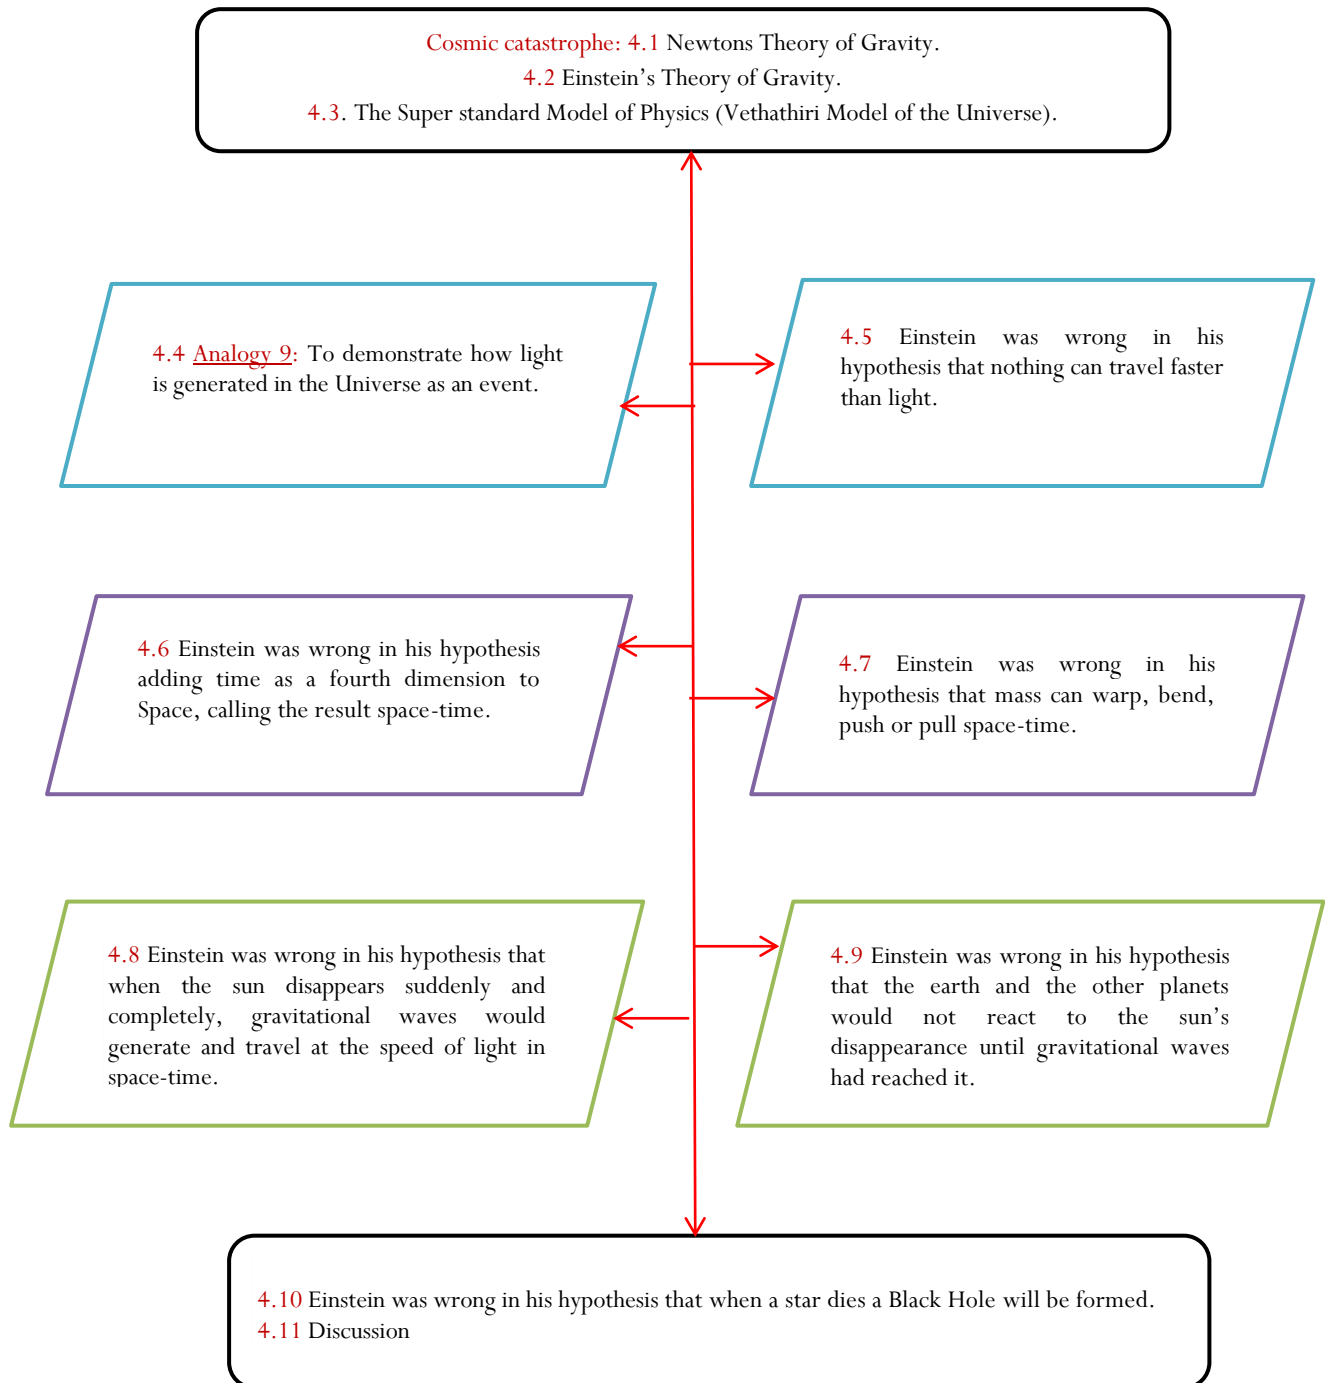 Cosmic catastrophe: 4.1 Newtons Theory of Gravity.
4.2 Einstein’s Theory of Gravity.
4.3. The Super standard Model of Physics (Vethathiri Model of the Universe).
4.4 Analogy 9: To demonstrate how light
is generated in the Universe as an event.
4.5 Einstein was wrong in his
hypothesis that nothing can travel faster
than light.
4.6 Einstein was wrong in his hypothesis
adding time as a fourth dimension to
Space, calling the result space-time.
4.7 Einstein was wrong in his
hypothesis that mass can warp, bend,
push or pull space-time.
4.8 Einstein was wrong in his hypothesis that
when the sun disappears suddenly and
completely, gravitational waves would
generate and travel at the speed of light in
space-time.
4.9 Einstein was wrong in his hypothesis
that the earth and the other planets
would not react to the sun’s
disappearance until gravitational waves
had reached it.
4.10 Einstein was wrong in his hypothesis that when a star dies a Black Hole will be formed.
4.11 Discussion